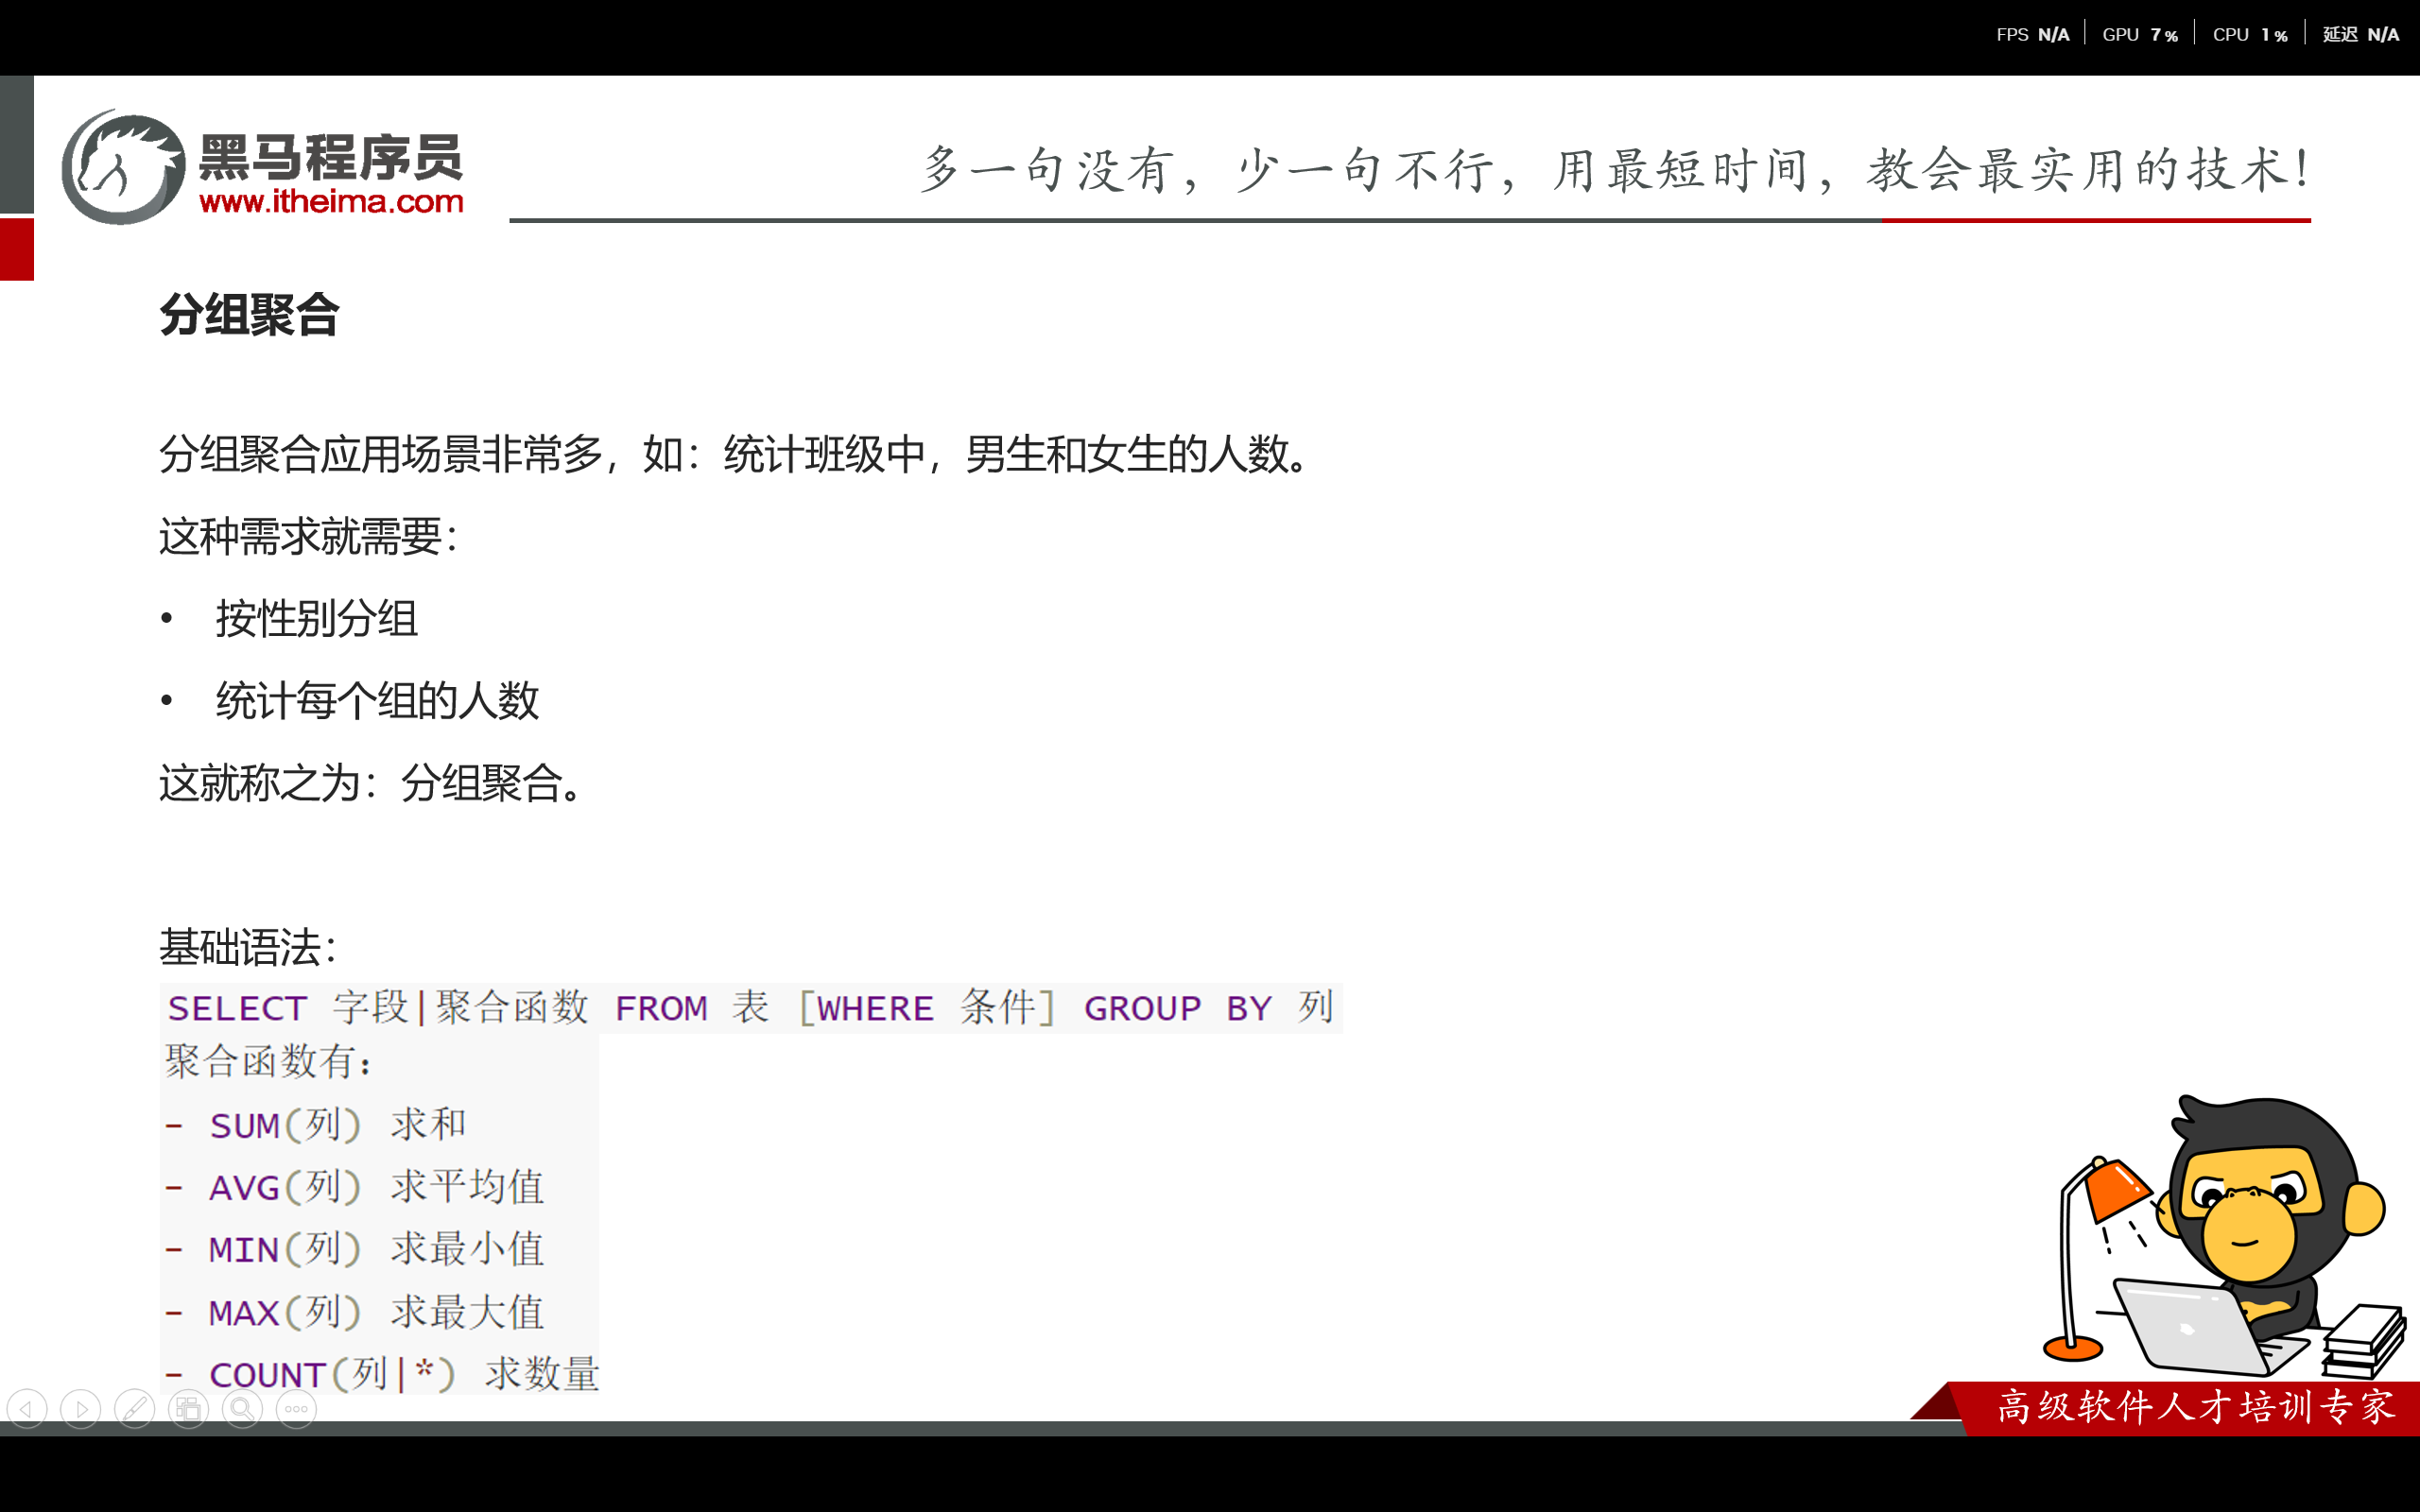 FPS N/A GPU 7% CPU 1% 延迟 N/A
黑马程序员
www.itheima.com
多一句没有，少一句不行，用最短时间，教会最实用的技术！
分组聚合
分组聚合应用场景非常多，如：统计班级中，男生和女生的人数。
这种需求就需要：
• 按性别分组
• 统计每个组的人数
这就称之为：分组聚合。
基础语法：
SELECT 字段|聚合函数 FROM 表 [WHERE 条件] GROUP BY 列
聚合函数有：
- SUM(列) 求和
- AVG(列) 求平均值
- MIN(列) 求最小值
- MAX(列) 求最大值
- COUNT(列|*) 求数量
高级软件人才培训专家